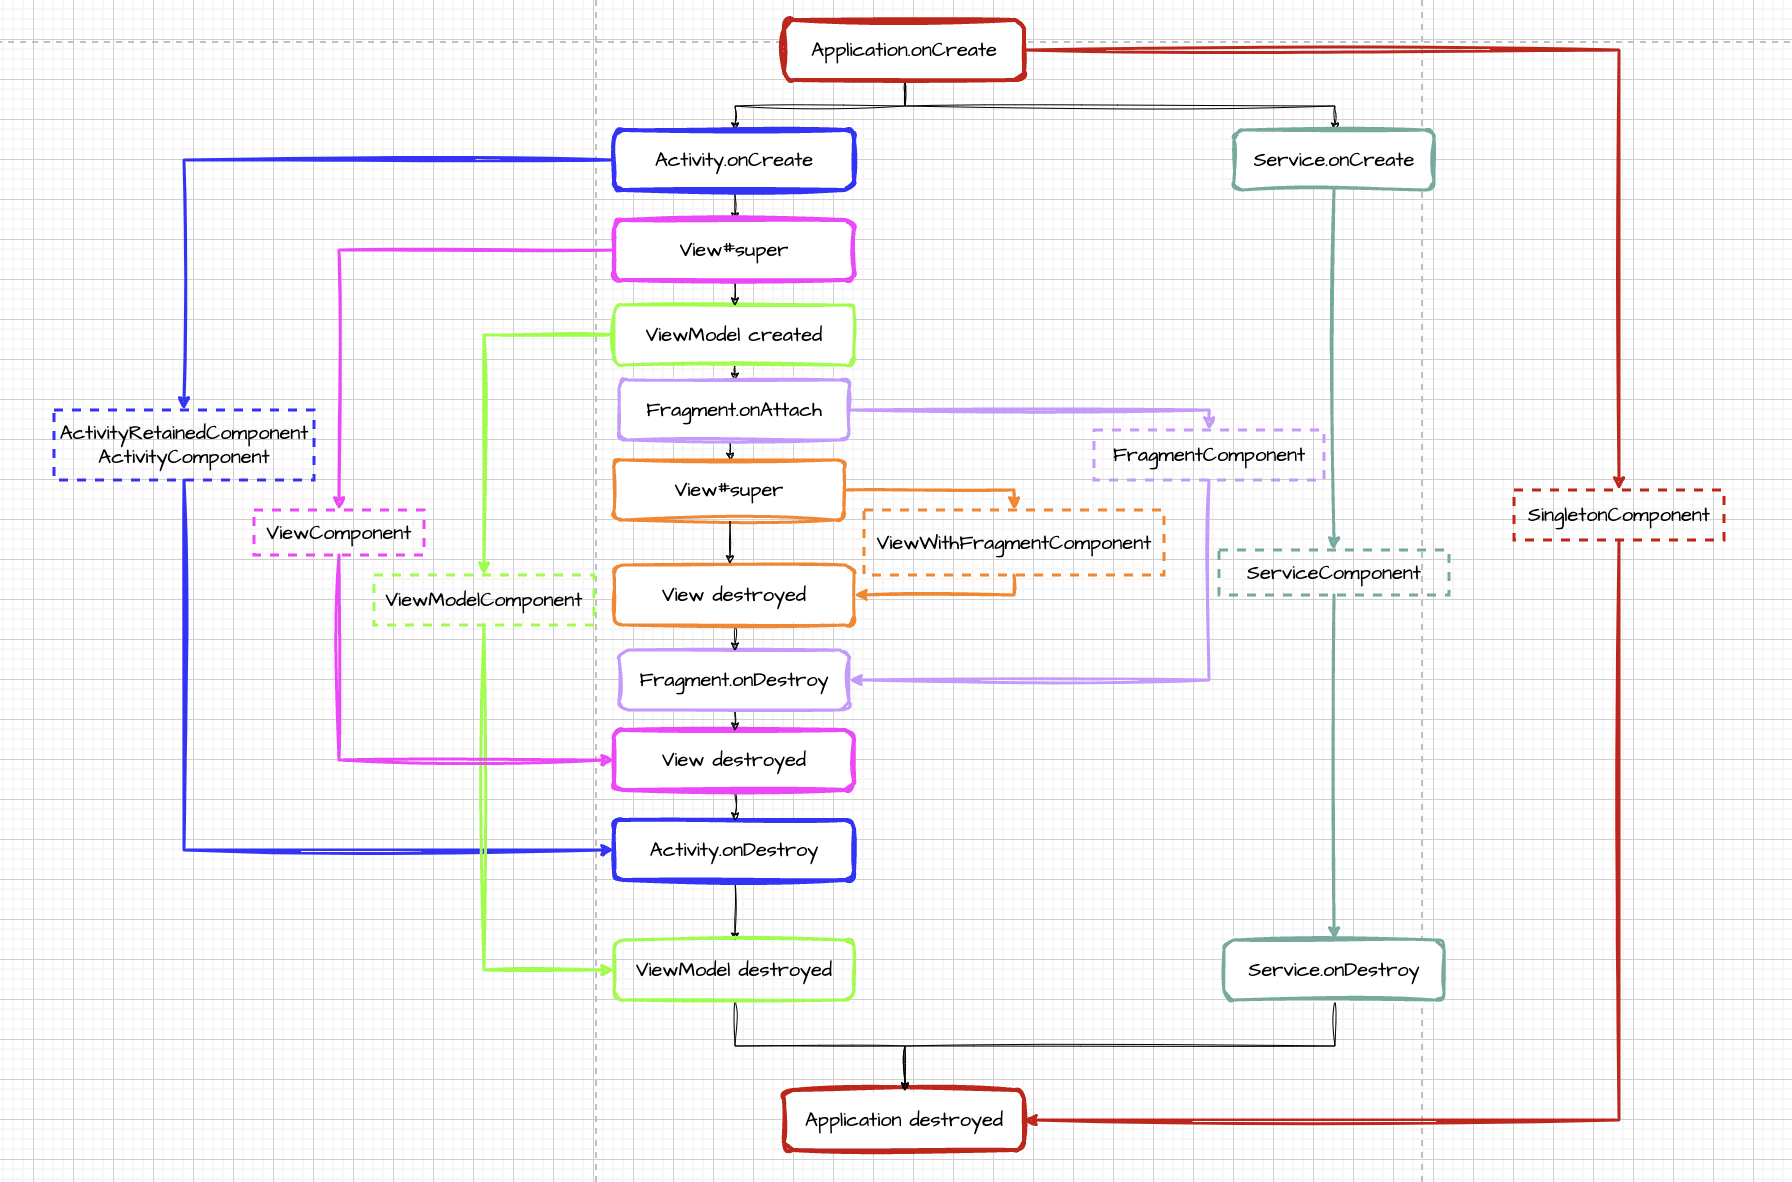 Application.onCreate
Activity.onCreate
Service.onCreate
View#super
ViewModel created
Fragment.onAttach
ActivityRetainedComponent
ActivityComponent
FragmentComponent
View#super
SingletonComponent
ViewComponent
ViewWithFragmentComponent
ServiceComponent
ViewModelComponent
View destroyed
Fragment.onDestroy
View destroyed
Activity.onDestroy
ViewModel destroyed
Service.onDestroy
Application destroyed